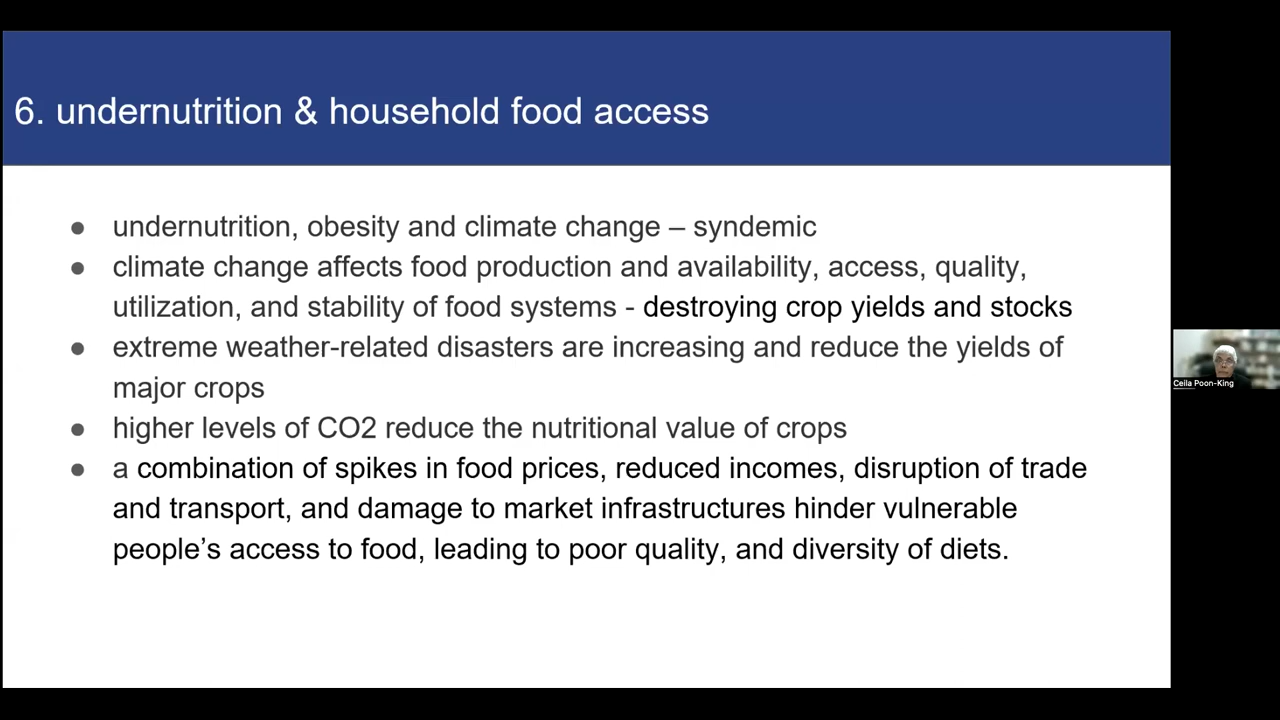 6. undernutrition & household food access
● undernutrition, obesity and climate change – syndemic
● climate change affects food production and availability, access, quality,
utilization, and stability of food systems - destroying crop yields and stocks
● extreme weather-related disasters are increasing and reduce the yields of
major crops
● higher levels of CO2 reduce the nutritional value of crops
● a combination of spikes in food prices, reduced incomes, disruption of trade
and transport, and damage to market infrastructures hinder vulnerable
people’s access to food, leading to poor quality, and diversity of diets.
Ceila Poon-King